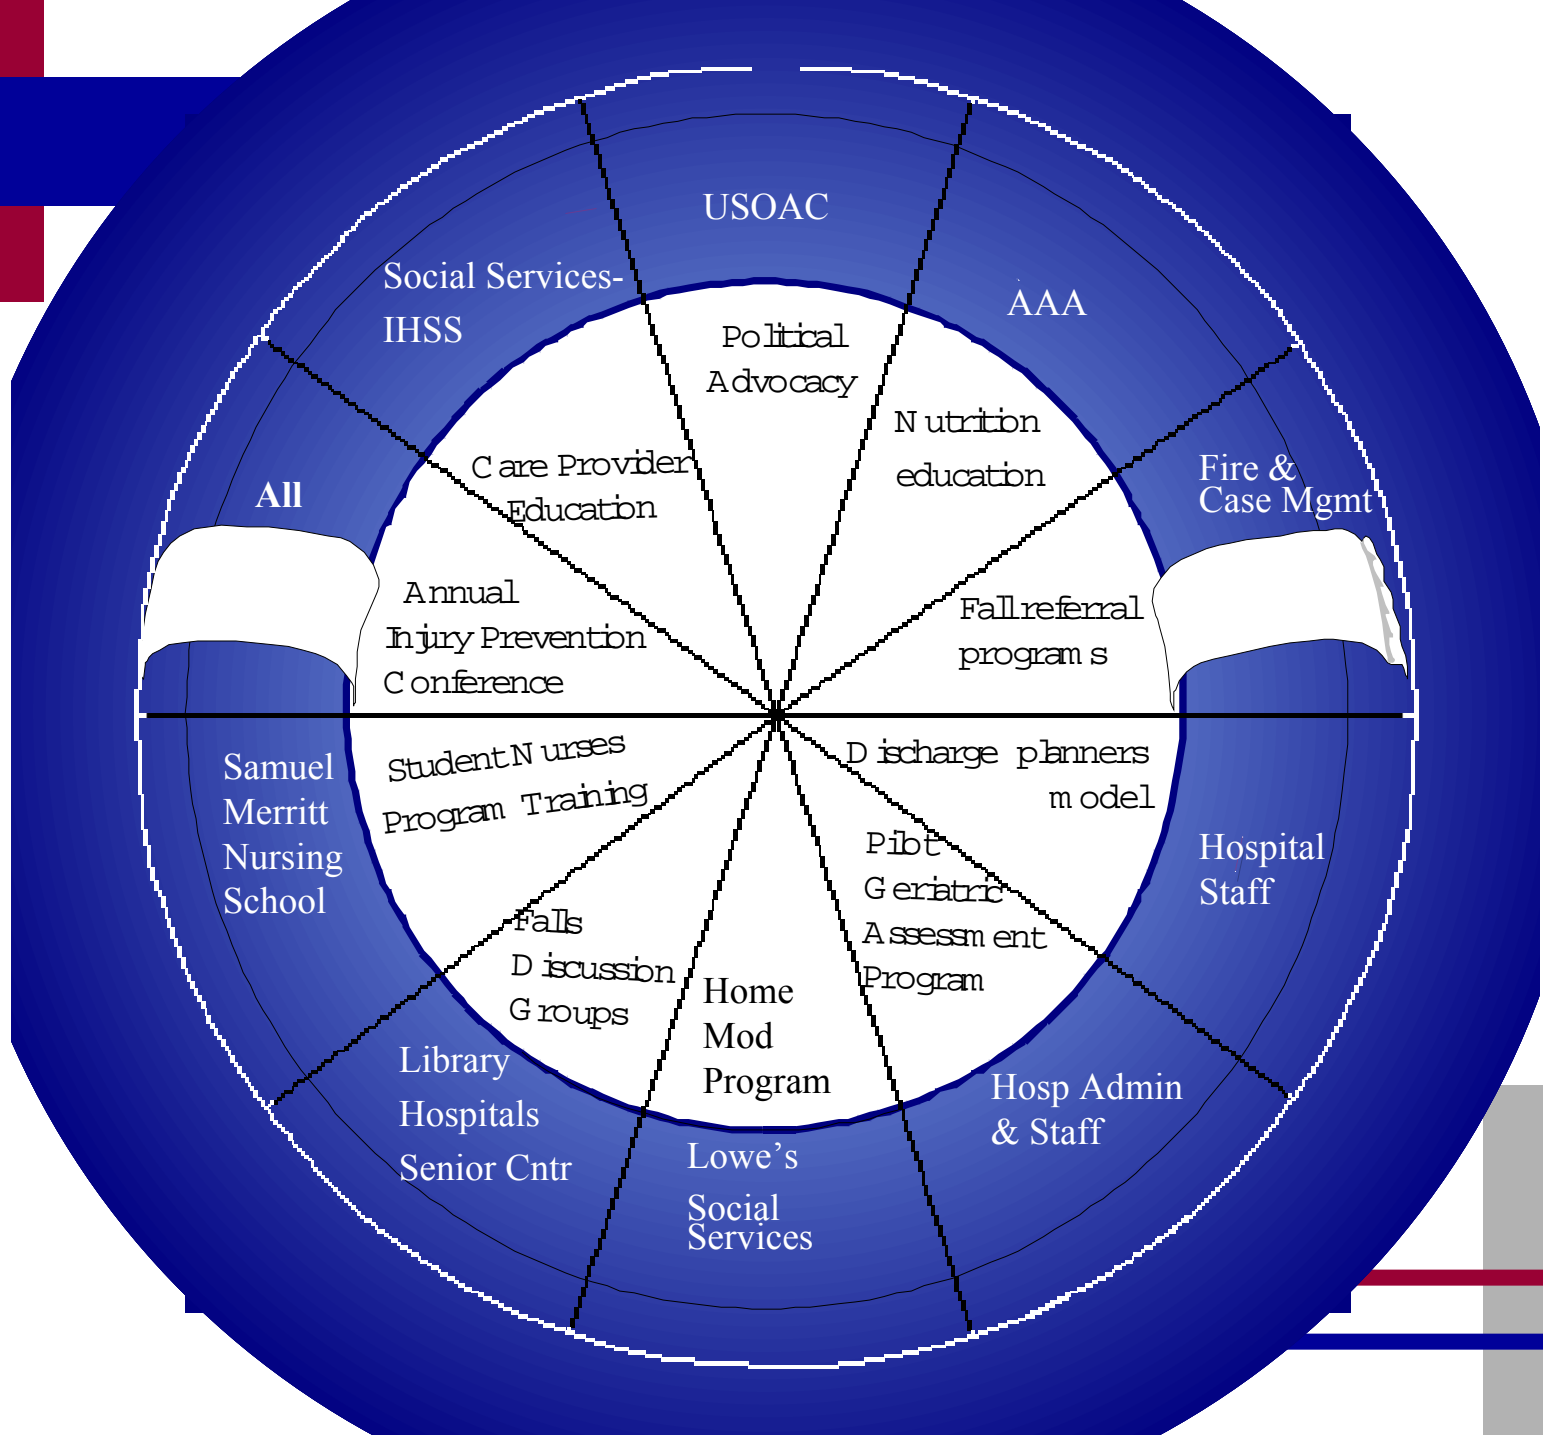 USOAC
Social Services-
IHSS
AAA
Political
Advocacy
Nutrition
education
Care Provider
Education
Fire &
Case Mgmt
All
Annual
Injury Prevention
Conference
Fall referral
programs
Student Nurses
Program Training
Discharge planners
model
Samuel
Merritt
Nursing
School
Pilot
Geriatric
Assessment
Program
Hospital
Staff
Falls
Discussion
Groups
Home
Mod
Program
Library
Hospitals
Senior Cntr
Hosp Admin
& Staff
Lowe’s
Social
Services